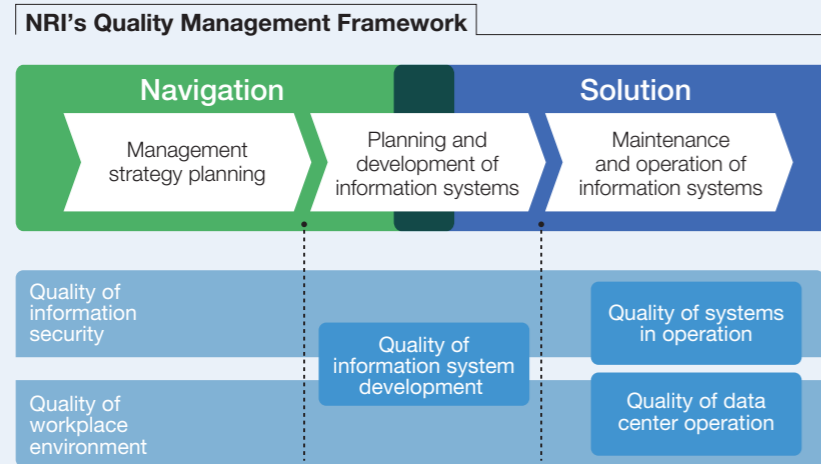 NRI's Quality Management Framework
Navigation
Solution
Management
strategy planning
Planning and
development of
information systems
Maintenance
and operation of
information systems
Quality of
information
security
Quality of
information system
development
Quality of systems
in operation
Quality of
workplace
environment
Quality of data
center operation